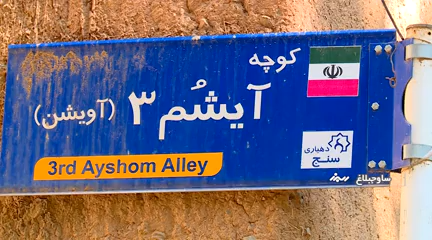 کوچه
آیشُم ۳ (آویشن)
3rd Ayshom Alley
دهیاری
سنج
ساوجبلاغ